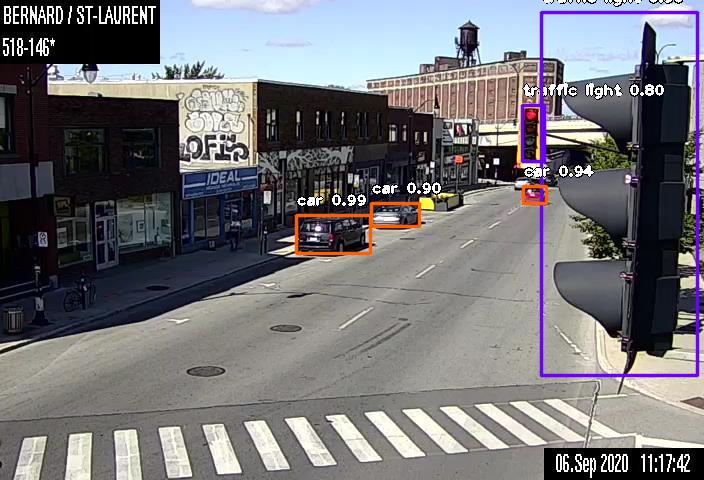 BERNARD / ST-LAURENT
518-146*
traffic light 0.80
car 0.94
car 0.90
car 0.99
IDEAL
06.Sep 2020 11:17:42